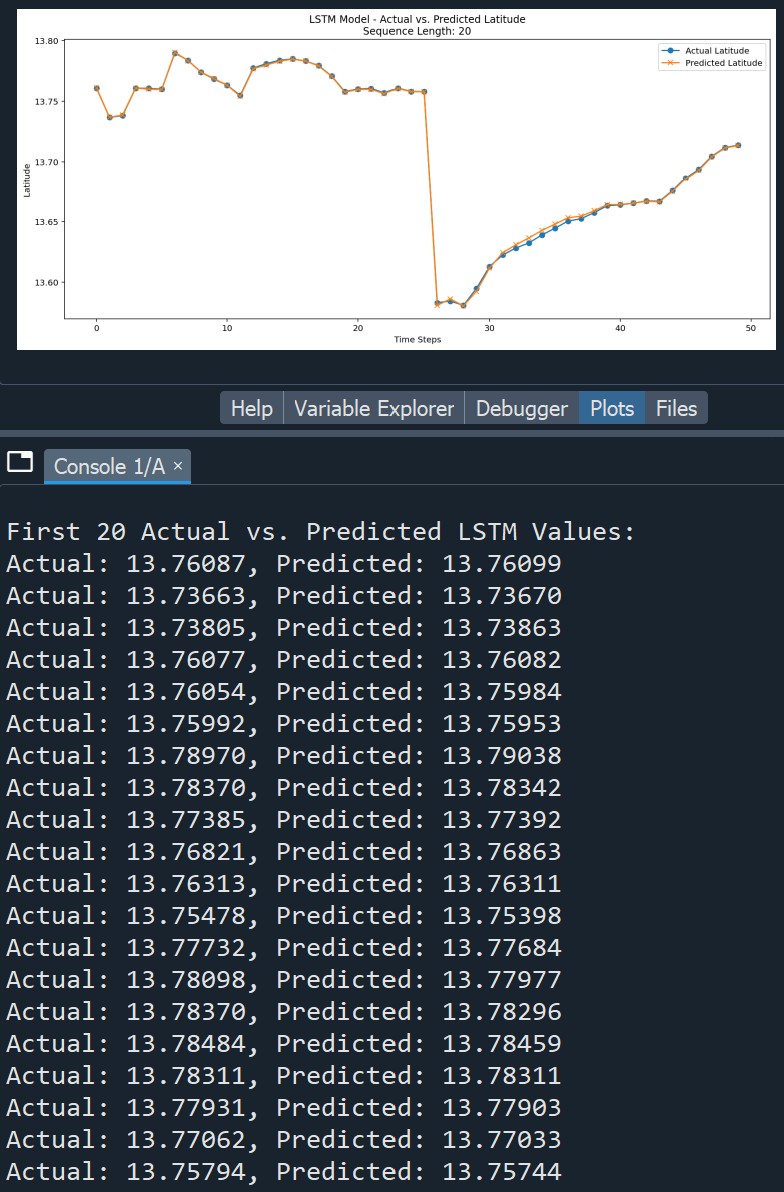 LSTM Model - Actual vs. Predicted Latitude
Sequence Length: 20
13.80
13.75
13.70
13.65
13.60
Latitude
Actual Latitude
Predicted Latitude
0
10
20
30
40
50
Time Steps
Help
Variable Explorer
Debugger
Plots
Files
Console 1/A ×
First 20 Actual vs. Predicted LSTM Values:
Actual: 13.76087, Predicted: 13.76099
Actual: 13.73663, Predicted: 13.73670
Actual: 13.73805, Predicted: 13.73863
Actual: 13.76077, Predicted: 13.76082
Actual: 13.76054, Predicted: 13.75984
Actual: 13.75992, Predicted: 13.75953
Actual: 13.78970, Predicted: 13.79038
Actual: 13.78370, Predicted: 13.78342
Actual: 13.77385, Predicted: 13.77392
Actual: 13.76821, Predicted: 13.76863
Actual: 13.76313, Predicted: 13.76311
Actual: 13.75478, Predicted: 13.75398
Actual: 13.77732, Predicted: 13.77684
Actual: 13.78098, Predicted: 13.77977
Actual: 13.78370, Predicted: 13.78296
Actual: 13.78484, Predicted: 13.78459
Actual: 13.78311, Predicted: 13.78311
Actual: 13.77931, Predicted: 13.77903
Actual: 13.77062, Predicted: 13.77033
Actual: 13.75794, Predicted: 13.75744